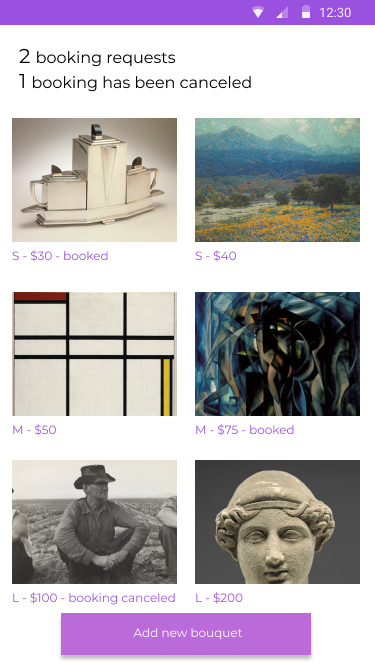 12:30
2 booking requests
1 booking has been canceled
S - $30 - booked
S - $40
M - $50
M - $75 - booked
L - $100 - booking canceled
L - $200
Add new bouquet